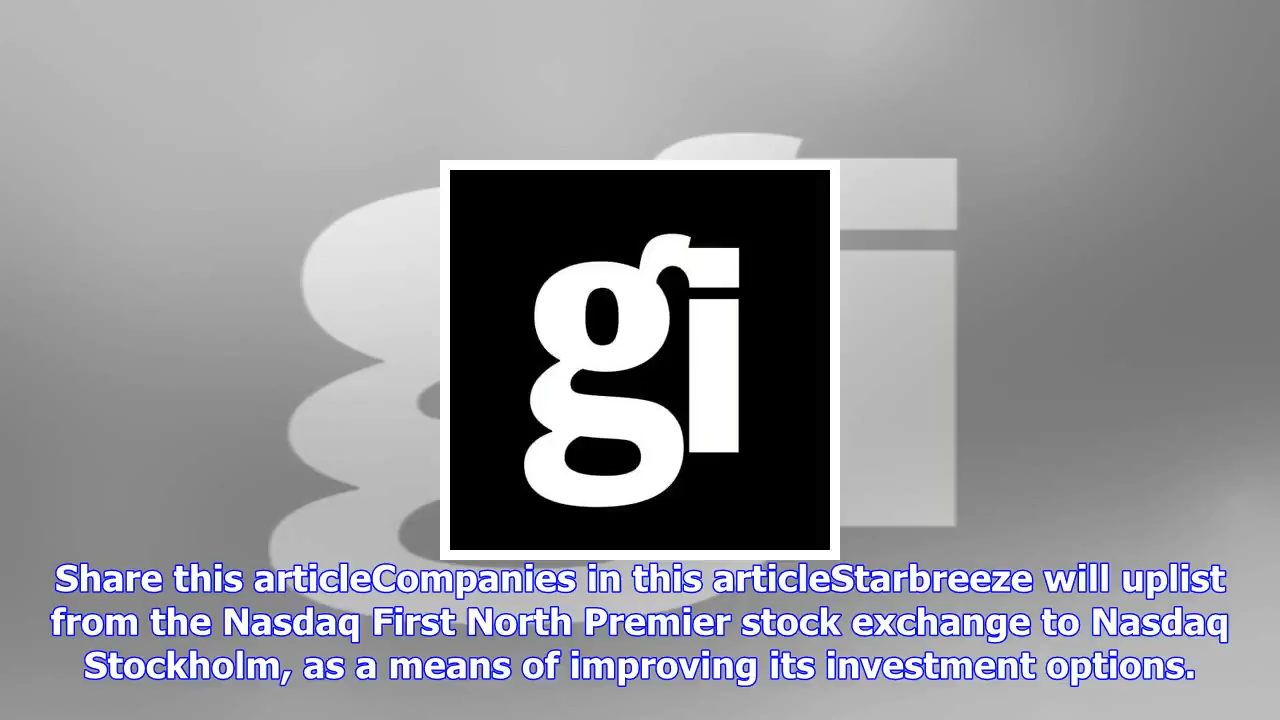 gi
Share this articleCompanies in this articleStarbreeze will uplist
from the Nasdaq First North Premier stock exchange to Nasdaq
Stockholm, as a means of improving its investment options.